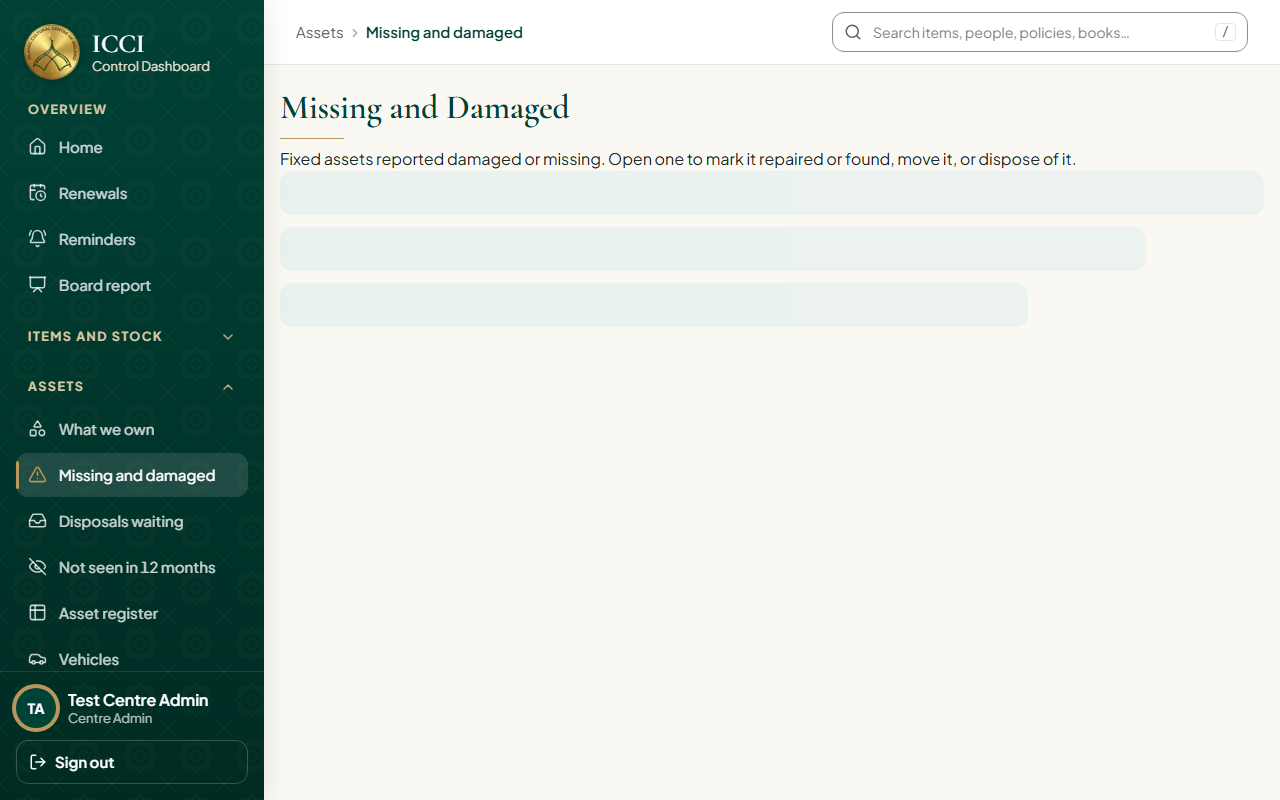 ICCI
Control Dashboard
OVERVIEW
Home
Renewals
Reminders
Board report
ITEMS AND STOCK
ASSETS
What we own
Missing and damaged
Disposals waiting
Not seen in 12 months
Asset register
Vehicles
TA
Test Centre Admin
Centre Admin
Sign out
Assets › Missing and damaged
Search items, people, policies, books…
/
Missing and Damaged
Fixed assets reported damaged or missing. Open one to mark it repaired or found, move it, or dispose of it.